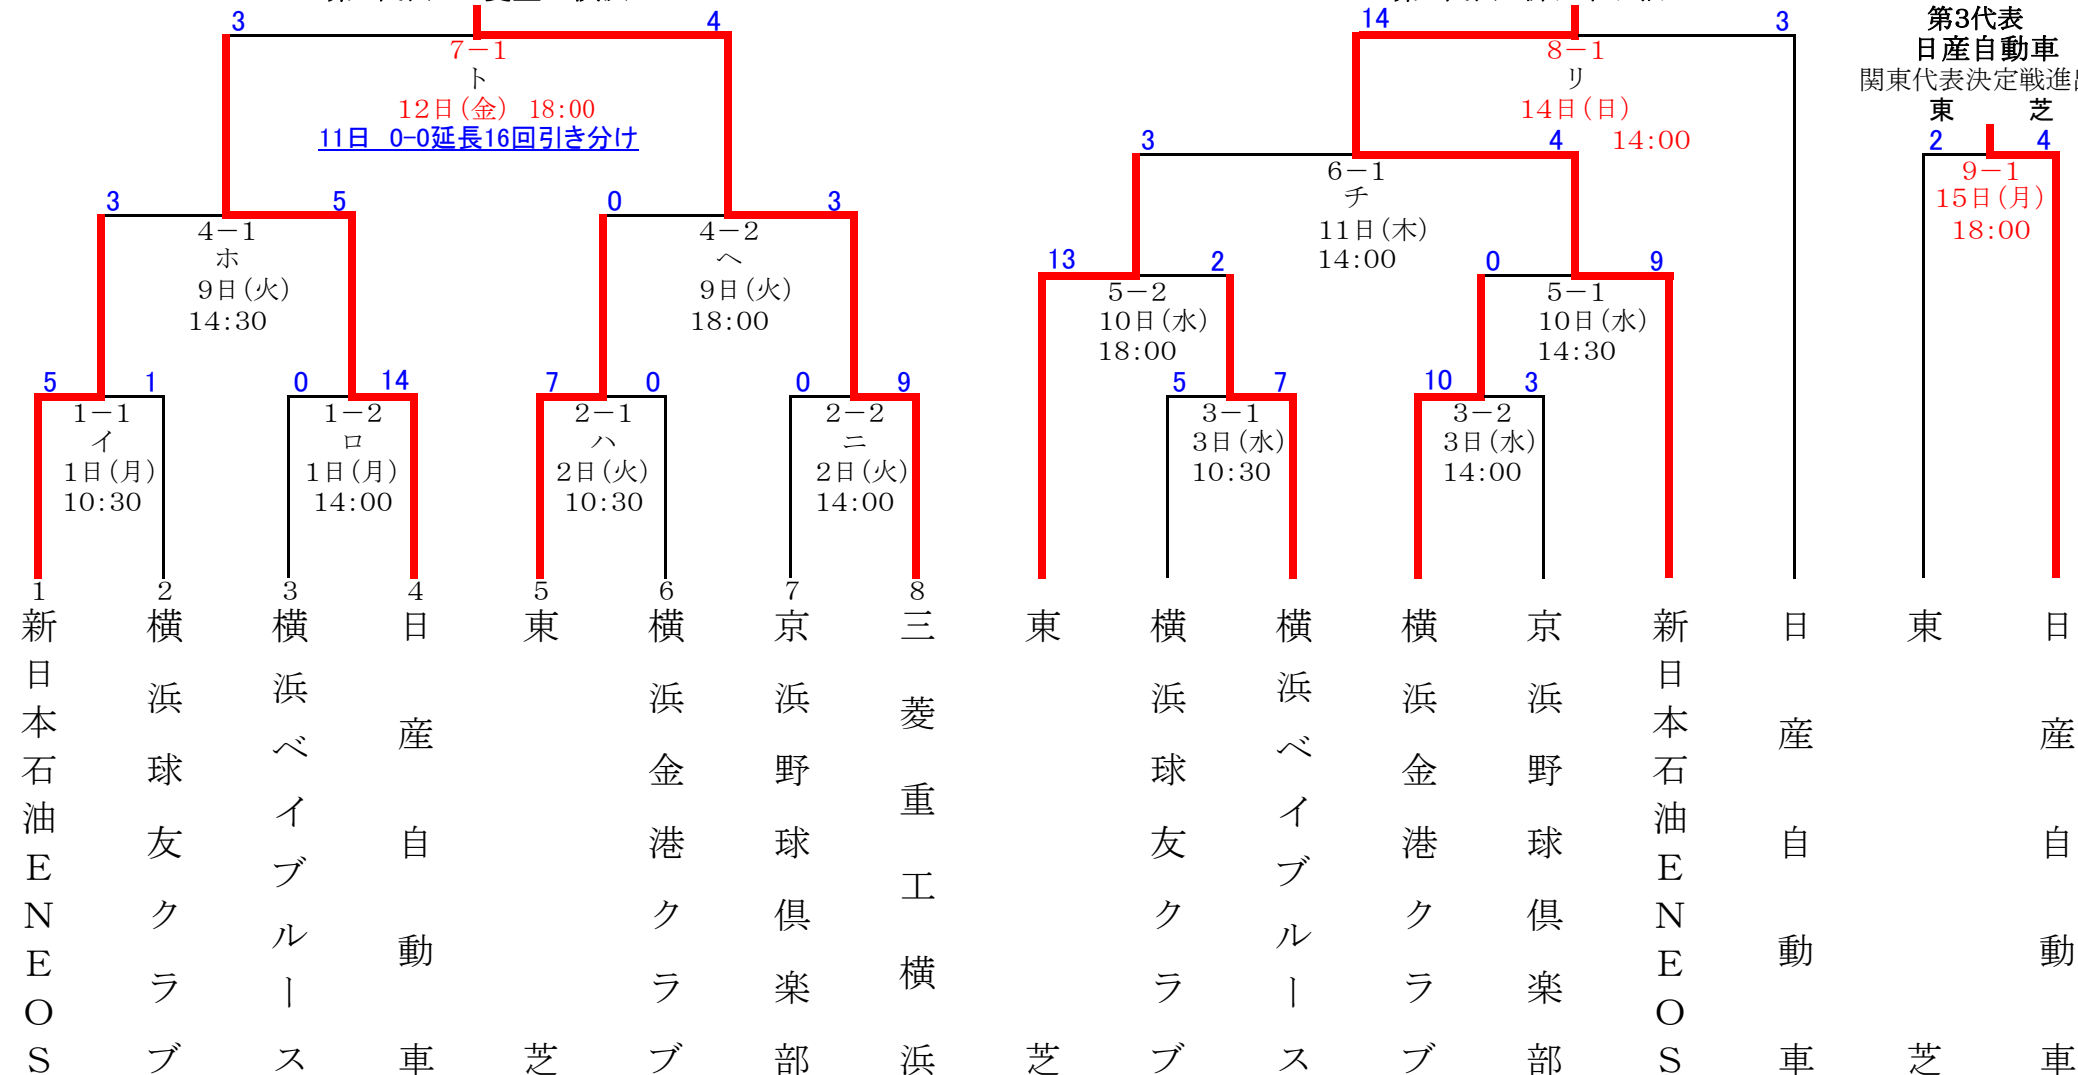 3 4
7-1
ト
12日(金) 18:00
11日 0-0延長16回引き分け
3 5
4-1
ホ
9日(火)
14:30
0 3
4-2
ヘ
9日(火)
18:00
5 1
1-1
イ
1日(月)
10:30
0 14
1-2
ロ
1日(月)
14:00
7 0
2-1
ハ
2日(火)
10:30
0 9
2-2
ニ
2日(火)
14:00
14 3
8-1
リ
14日(日)
14:00
3 4
6-1
チ
11日(木)
14:00
13 2
5-2
10日(水)
18:00
0 9
5-1
10日(水)
14:30
5 7
3-1
3日(水)
10:30
10 3
3-2
3日(水)
14:00
第3代表
日産自動車
関東代表決定戦進出
東 芝
2 4
9-1
15日(月)
18:00
1
新日本石油ENEOS
2
横浜球友クラブ
3
横浜ベイブルース
4
日産自動車
5
東芝
6
横浜金港クラブ
7
京浜野球倶楽部
8
三菱重工横浜
東芝
横浜球友クラブ
横浜ベイブルース
横浜金港クラブ
京浜野球倶楽部
新日本石油ENEOS
日産自動車
東芝
日産自動車